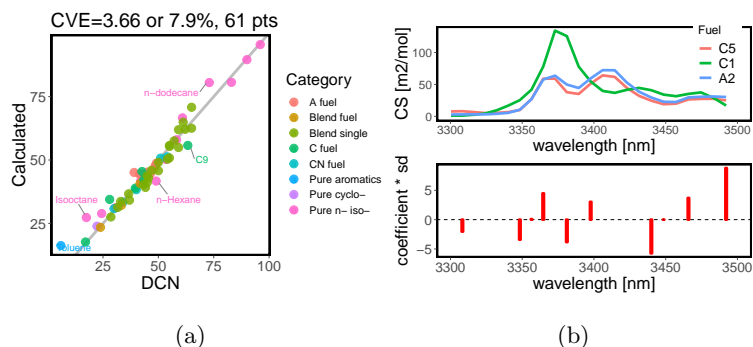 CVE=3.66 or 7.9%, 61 pts
Calculated
75
50
25
n-dodecane
C9
Isooctane
n-Hexane
Toluene
25
50
75
100
DCN
Category
A fuel
Blend fuel
Blend single
C fuel
CN fuel
Pure aromatics
Pure cyclo-
Pure n- iso-
(a)
CS [m2/mol]
100
50
0
Fuel
C5
C1
A2
3300
3350
3400
3450
3500
wavelength [nm]
coefficient * sd
5
0
-5
3300
3350
3400
3450
3500
wavelength [nm]
(b)